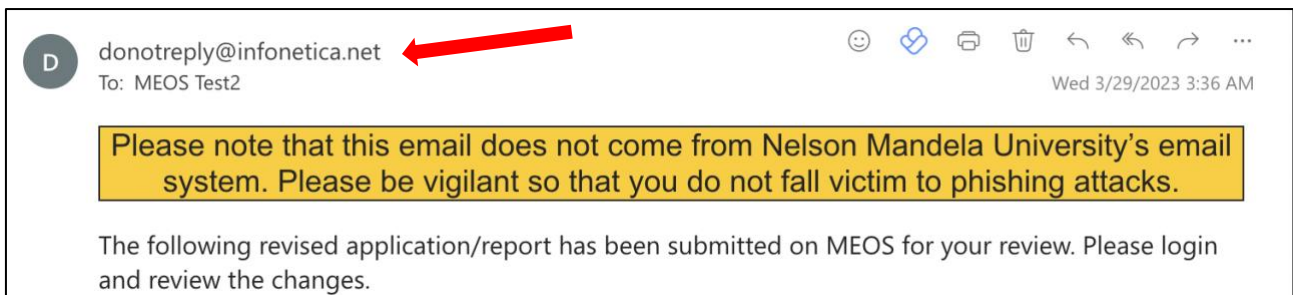 D
donotreply@infonetica.net
To: MEOS Test2
Wed 3/29/2023 3:36 AM
Please note that this email does not come from Nelson Mandela University's email
system. Please be vigilant so that you do not fall victim to phishing attacks.
The following revised application/report has been submitted on MEOS for your review. Please login
and review the changes.